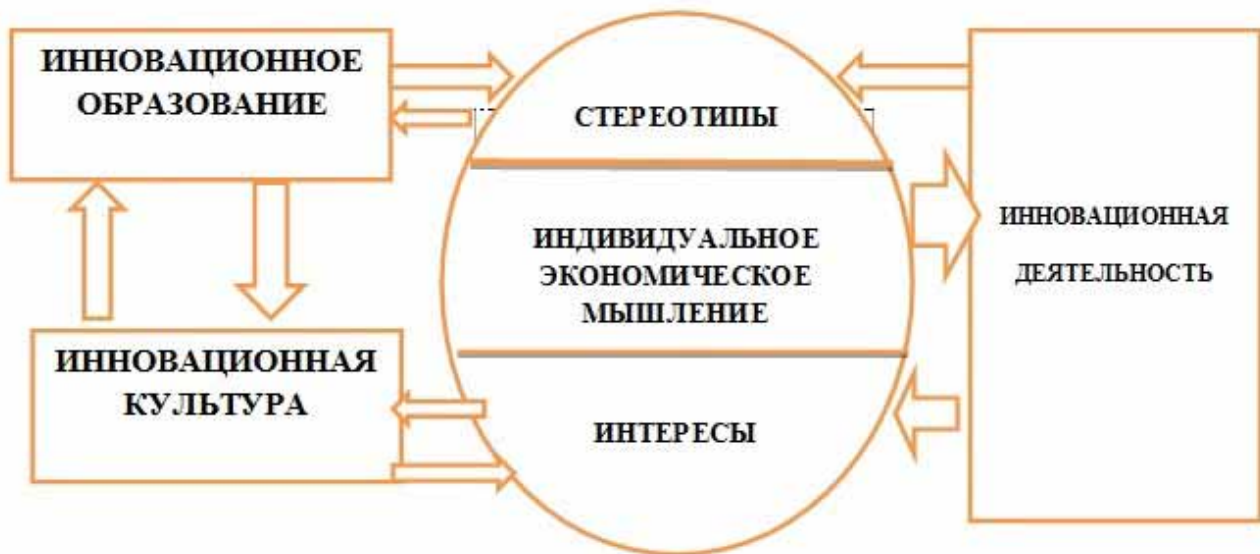 ИННОВАЦИОННОЕ
ОБРАЗОВАНИЕ
ИННОВАЦИОННАЯ
КУЛЬТУРА
СТЕРЕОТИПЫ
ИНДИВИДУАЛЬНОЕ
ЭКОНОМИЧЕСКОЕ
МЫШЛЕНИЕ
ИНТЕРЕСЫ
ИННОВАЦИОННАЯ
ДЕЯТЕЛЬНОСТЬ